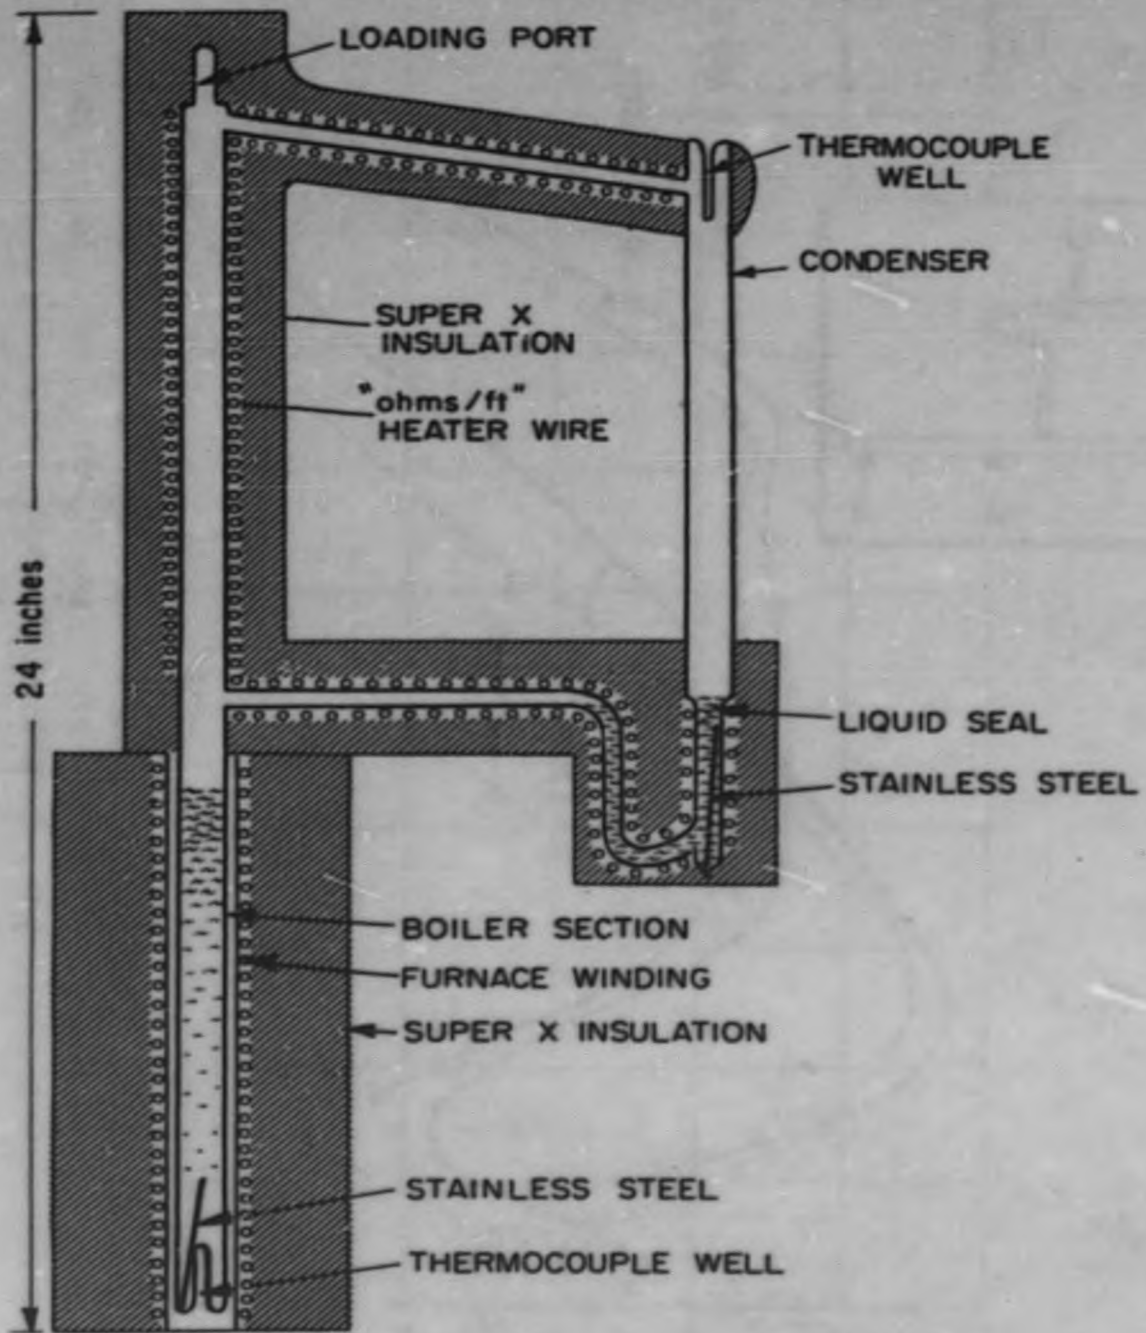 LOADING PORT
THERMOCOUPLE
WELL
CONDENSER
SUPER X
INSULATION
"ohms/ft"
HEATER WIRE
24 inches
LIQUID SEAL
STAINLESS STEEL
BOILER SECTION
FURNACE WINDING
SUPER X INSULATION
STAINLESS STEEL
THERMOCOUPLE WELL